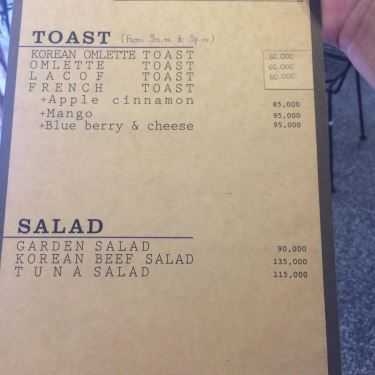 TOAST
KOREAN OMLETTE TOAST 60,000
OMLETTE TOAST 60,000
LACOF TOAST 60,000
FRENCH TOAST
+Apple cinnamon 85,000
+Mango 95,000
+Blue berry & cheese 95,000
SALAD
GARDEN SALAD 90,000
KOREAN BEEF SALAD 135,000
TUNA SALAD 115,000